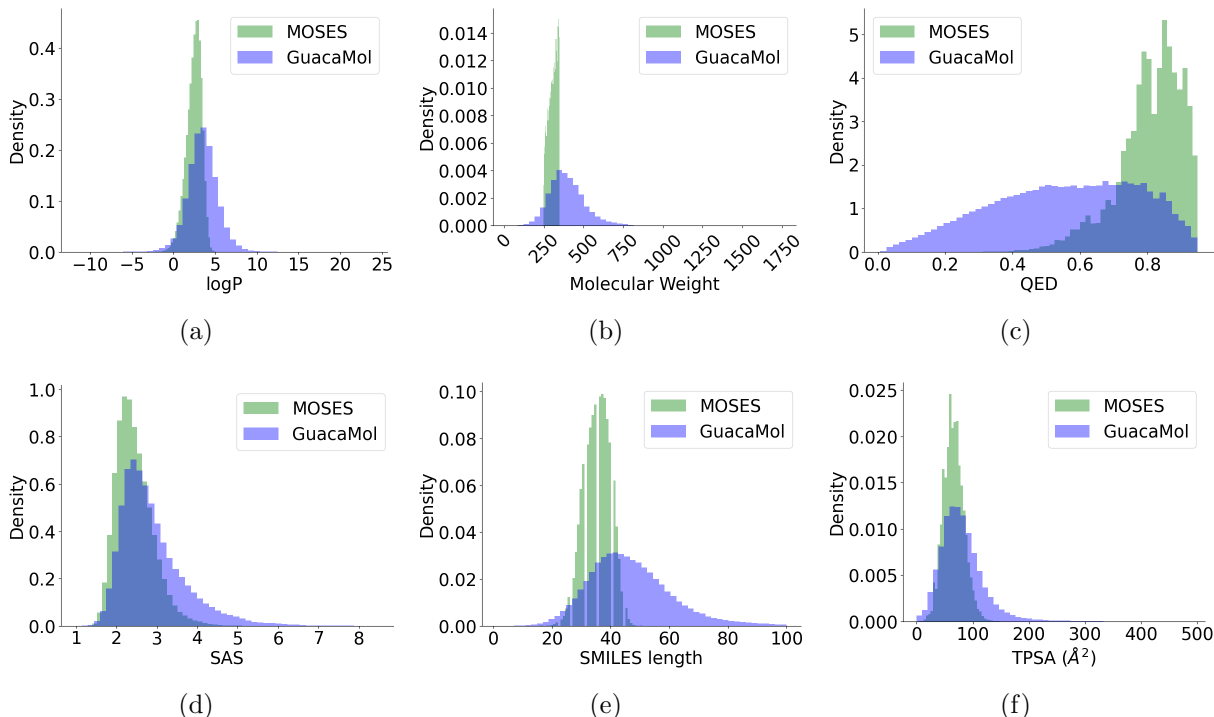 MOSES
GuacaMol
0.4
0.3
0.2
0.1
0.0
Density
−10 −5 0 5 10 15 20 25
logP
(a)
MOSES
GuacaMol
0.014
0.012
0.010
0.008
0.006
0.004
0.002
0.000
Density
0 250 500 750 1000 1250 1500 1750
Molecular Weight
(b)
MOSES
GuacaMol
5
4
3
2
1
0
Density
0.0 0.2 0.4 0.6 0.8
QED
(c)
MOSES
GuacaMol
1.0
0.8
0.6
0.4
0.2
0.0
Density
1 2 3 4 5 6 7 8
SAS
(d)
MOSES
GuacaMol
0.10
0.08
0.06
0.04
0.02
0.00
Density
0 20 40 60 80 100
SMILES length
(e)
MOSES
GuacaMol
0.025
0.020
0.015
0.010
0.005
0.000
Density
0 100 200 300 400 500
TPSA (Å²)
(f)